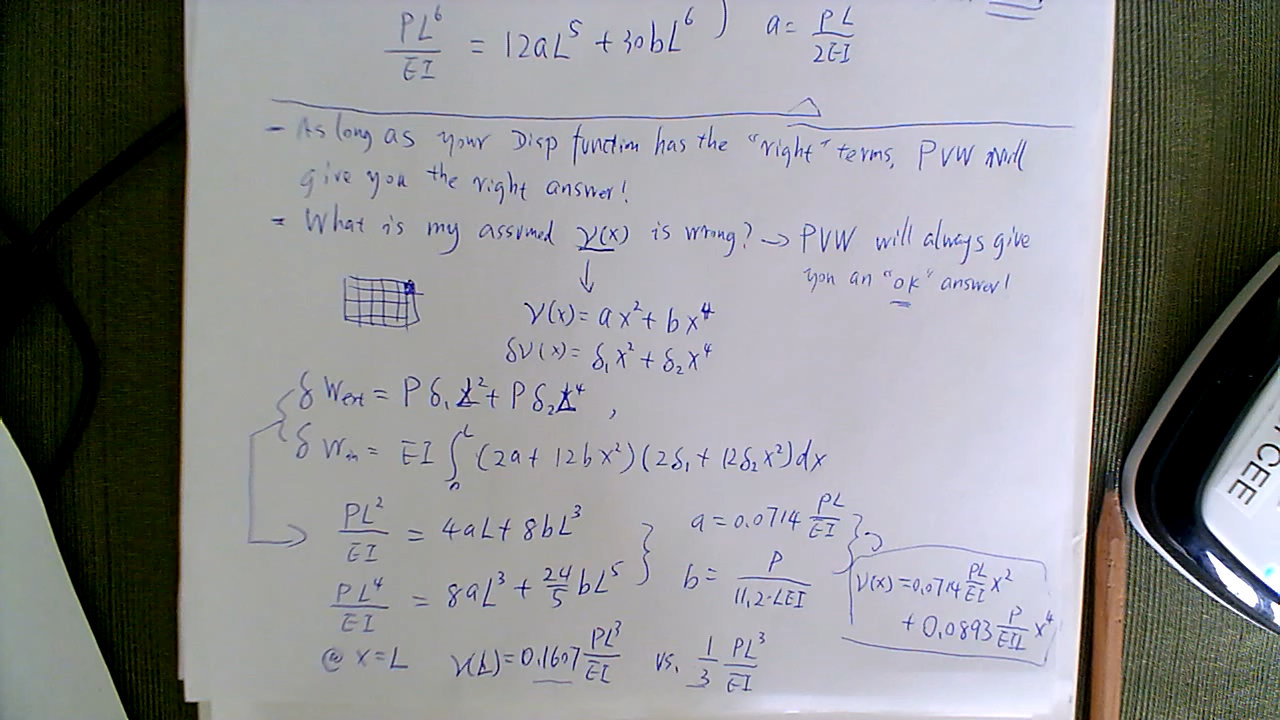 PL⁶/EI = 12aL⁵ + 30bL⁶ ) a = PL/2EI
- As long as your Disp function has the "right" terms, PVW will
give you the right answer!
- What is my assumed v(x) is wrong? → PVW will always give
you an "ok" answer!
↓
v(x) = ax² + bx⁴
δv(x) = δ₁x² + δ₂x⁴
{ δWext = Pδ₁L² + Pδ₂L⁴ ,
δWin = EI ∫₀ᴸ (2a + 12bx²)(2δ₁ + 12δ₂x²)dx
PL²/EI = 4aL + 8bL³ } a = 0.0714 PL/EI }
PL⁴/EI = 8aL³ + 24/5 bL⁵ b = P/11.2·LEI
v(x) = 0.0714 PL/EI x²
+ 0.0893 P/EIL x⁴
@ x=L v(L) = 0.1607 PL³/EI vs. 1/3 PL³/EI
CEE